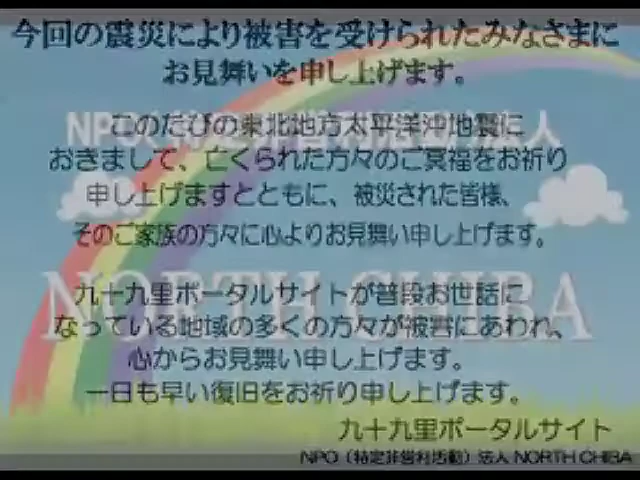 今回の震災により被害を受けられたみなさまに
お見舞いを申し上げます。
このたびの東北地方太平洋沖地震に
おきまして、亡くられた方々のご冥福をお祈り
申し上げますとともに、被災された皆様、
そのご家族の方々に心よりお見舞い申し上げます。
九十九里ポータルサイトが普段お世話に
なっている地域の多くの方々が被害にあわれ、
心からお見舞い申し上げます。
一日も早い復旧をお祈り申し上げます。
九十九里ポータルサイト
NPO（特定非営利活動）法人 NORTH CHIBA
NORTH CHIBA